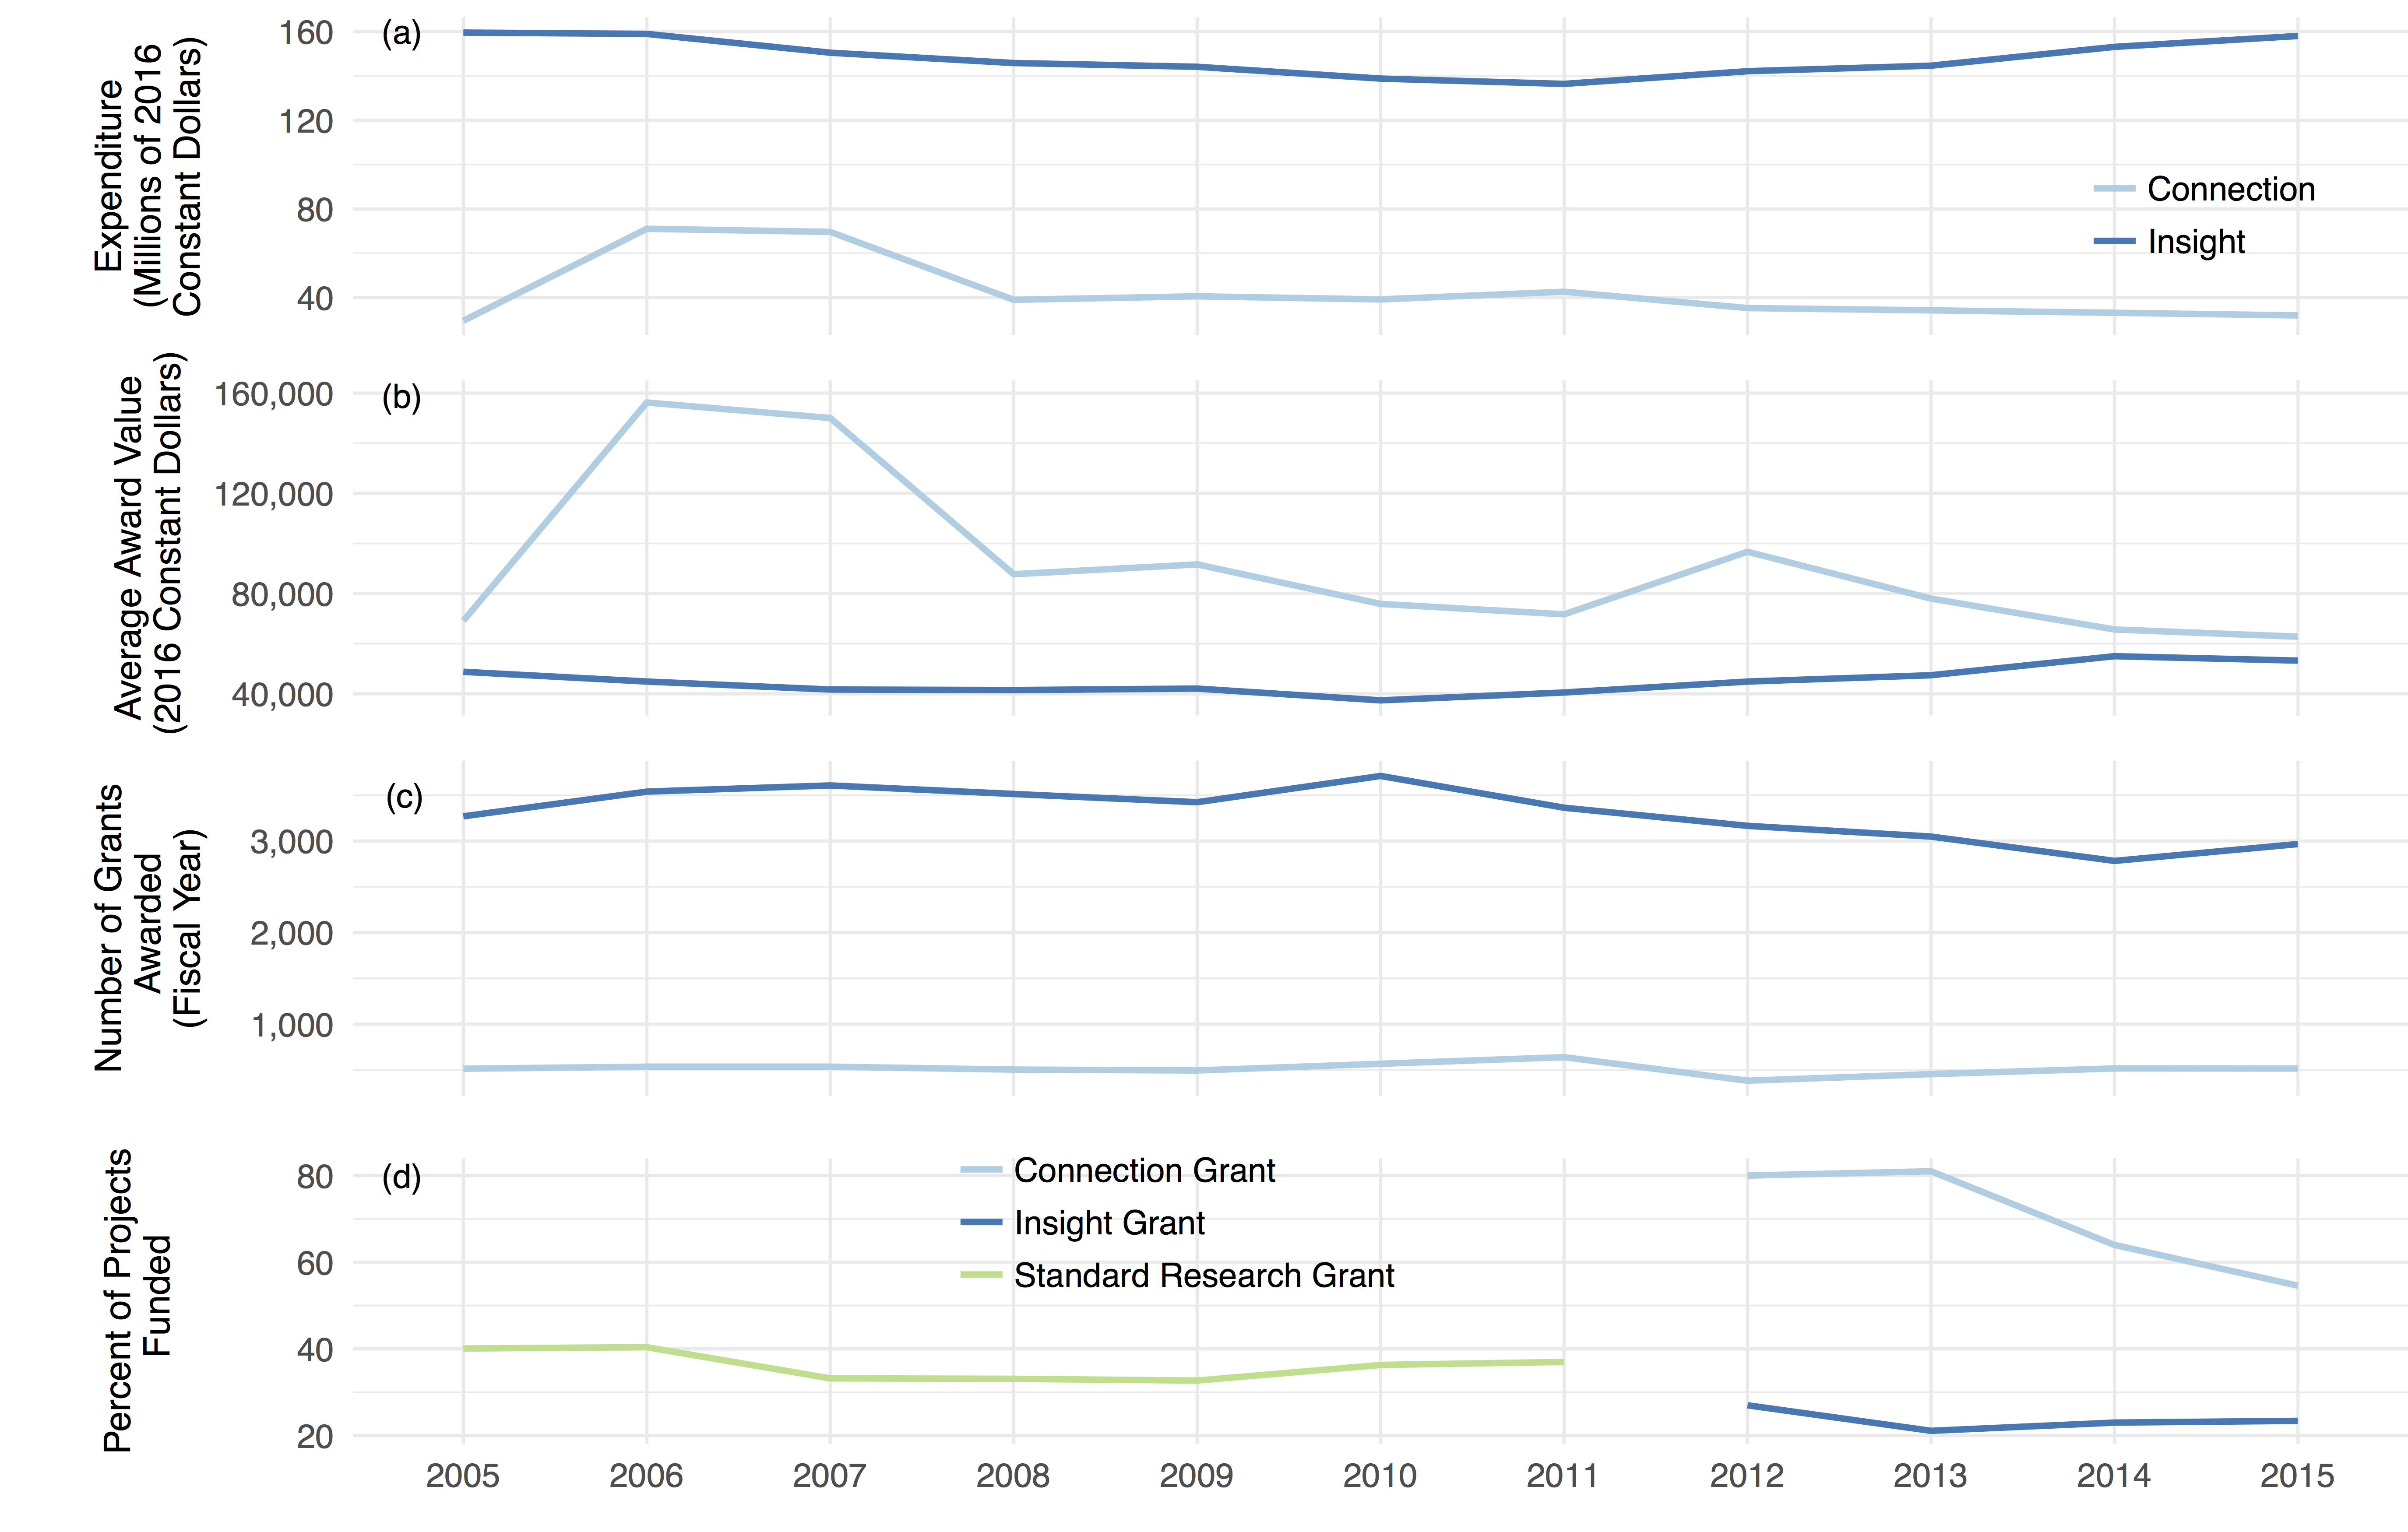 Expenditure
(Millions of 2016
Constant Dollars)
160
120
80
40
(a)
Connection
Insight
Average Award Value
(2016 Constant Dollars)
160,000
120,000
80,000
40,000
(b)
Number of Grants
Awarded
(Fiscal Year)
3,000
2,000
1,000
(c)
Percent of Projects
Funded
80
60
40
20
(d)
Connection Grant
Insight Grant
Standard Research Grant
2005 2006 2007 2008 2009 2010 2011 2012 2013 2014 2015